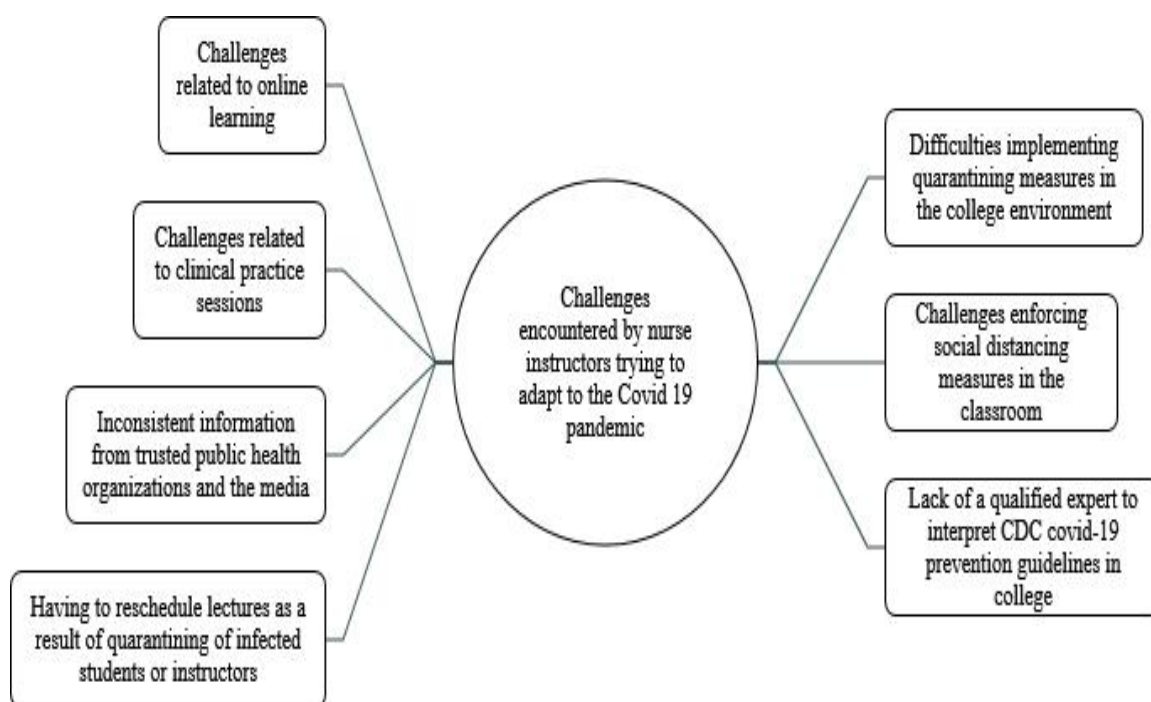 Challenges
related to online
learning
Challenges related
to clinical practice
sessions
Inconsistent information
from trusted public health
organizations and the media
Having to reschedule lectures as a
result of quarantining of infected
students or instructors
Challenges
encountered by nurse
instructors trying to
adapt to the Covid 19
pandemic
Difficulties implementing
quarantining measures in
the college environment
Challenges enforcing
social distancing
measures in the
classroom
Lack of a qualified expert to
interpret CDC covid-19
prevention guidelines in
college